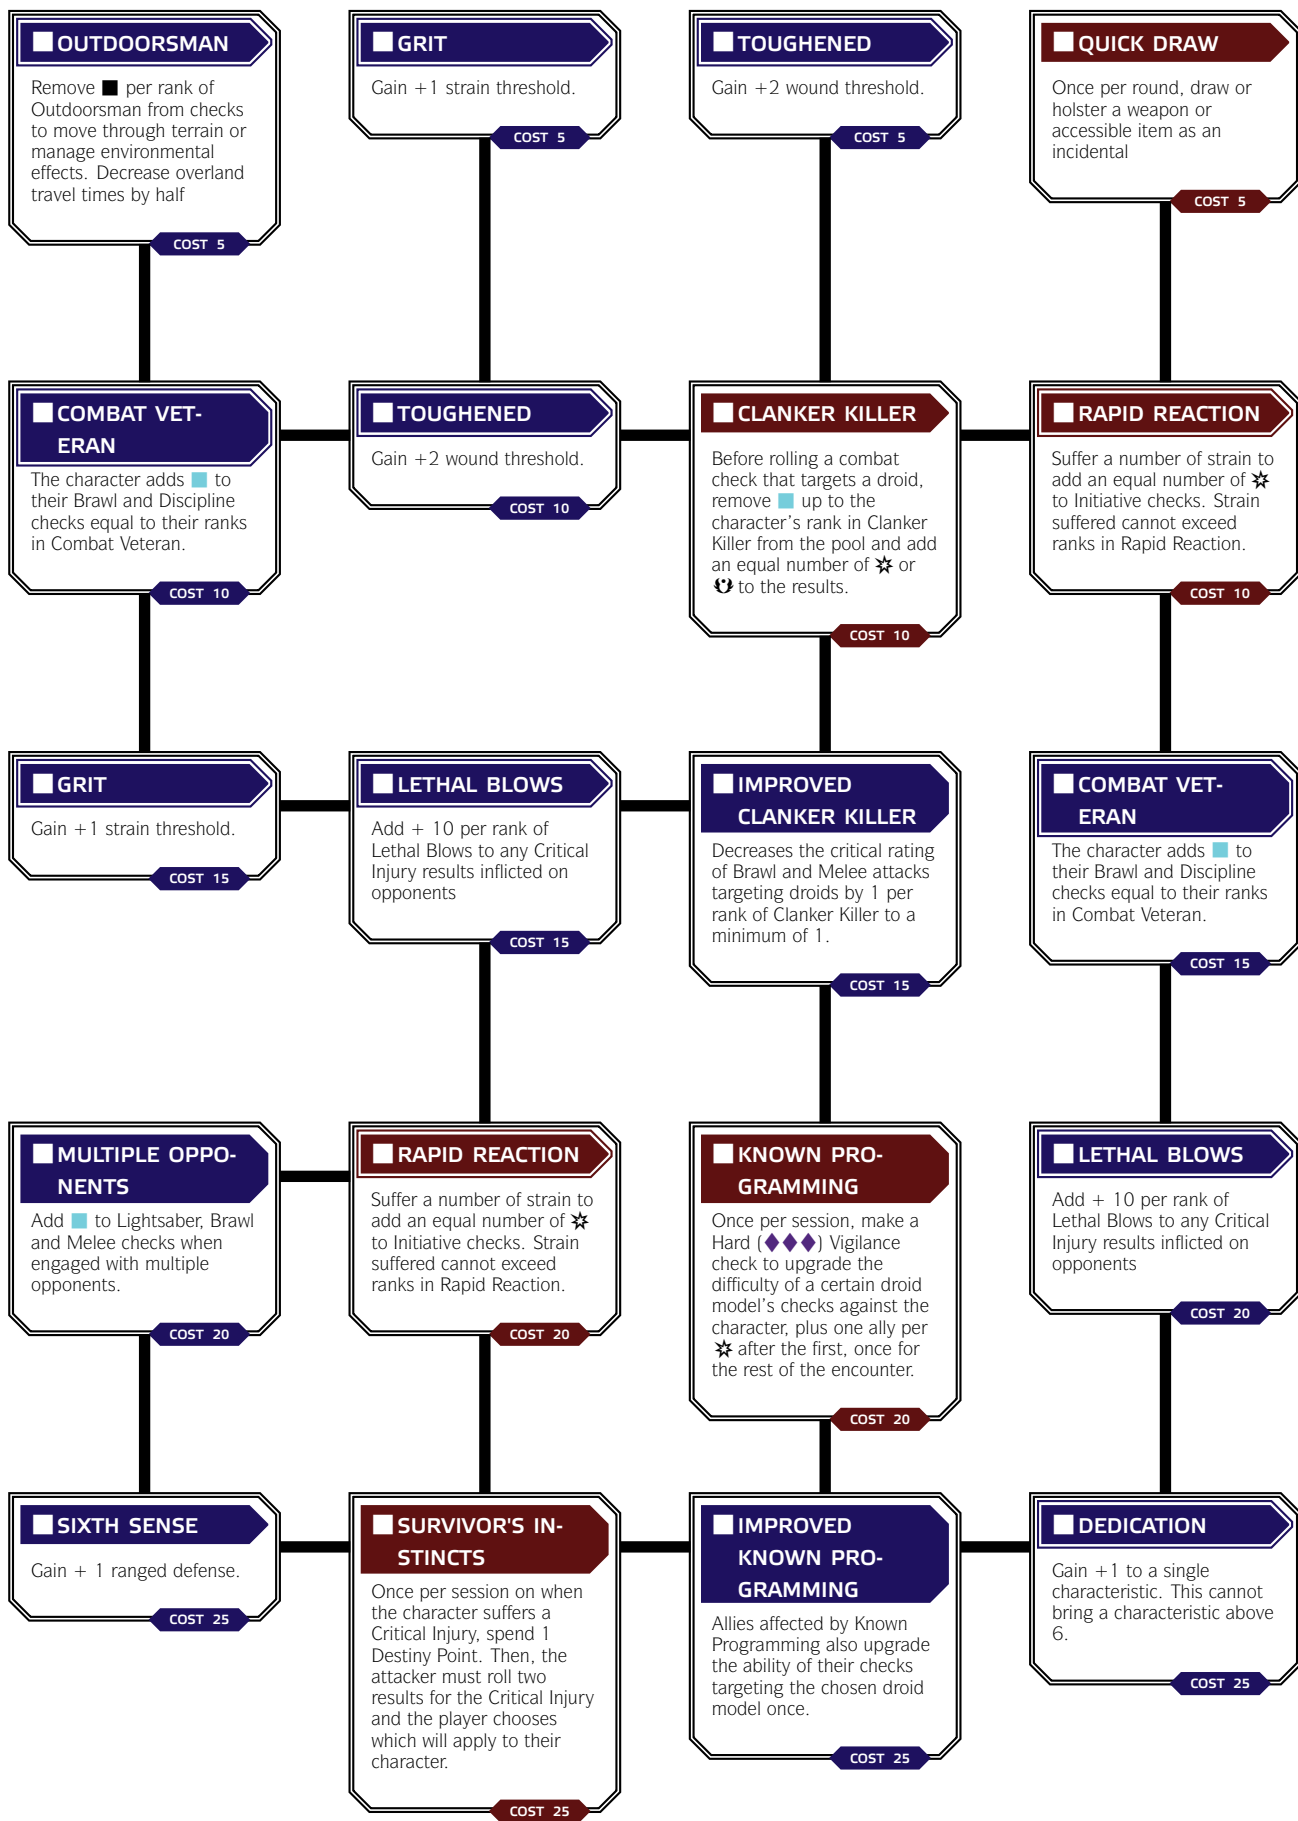 OUTDOORSMAN
Remove ■ per rank of
Outdoorsman from checks
to move through terrain or
manage environmental
effects. Decrease overland
travel times by half
COST 5
GRIT
Gain +1 strain threshold.
COST 5
TOUGHENED
Gain +2 wound threshold.
COST 5
QUICK DRAW
Once per round, draw or
holster a weapon or
accessible item as an
incidental
COST 5
COMBAT VET-
ERAN
The character adds ■ to
their Brawl and Discipline
checks equal to their ranks
in Combat Veteran.
COST 10
TOUGHENED
Gain +2 wound threshold.
COST 10
CLANKER KILLER
Before rolling a combat
check that targets a droid,
remove ■ up to the
character's rank in Clanker
Killer from the pool and add
an equal number of or
to the results.
COST 10
RAPID REACTION
Suffer a number of strain to
add an equal number of
to Initiative checks. Strain
suffered cannot exceed
ranks in Rapid Reaction.
COST 10
GRIT
Gain +1 strain threshold.
COST 15
LETHAL BLOWS
Add + 10 per rank of
Lethal Blows to any Critical
Injury results inflicted on
opponents
COST 15
IMPROVED
CLANKER KILLER
Decreases the critical rating
of Brawl and Melee attacks
targeting droids by 1 per
rank of Clanker Killer to a
minimum of 1.
COST 15
COMBAT VET-
ERAN
The character adds ■ to
their Brawl and Discipline
checks equal to their ranks
in Combat Veteran.
COST 15
MULTIPLE OPPO-
NENTS
Add ■ to Lightsaber, Brawl
and Melee checks when
engaged with multiple
opponents.
COST 20
RAPID REACTION
Suffer a number of strain to
add an equal number of
to Initiative checks. Strain
suffered cannot exceed
ranks in Rapid Reaction.
COST 20
KNOWN PRO-
GRAMMING
Once per session, make a
Hard (◆◆◆) Vigilance
check to upgrade the
difficulty of a certain droid
model's checks against the
character, plus one ally per
after the first, once for
the rest of the encounter.
COST 20
LETHAL BLOWS
Add + 10 per rank of
Lethal Blows to any Critical
Injury results inflicted on
opponents
COST 20
SIXTH SENSE
Gain + 1 ranged defense.
COST 25
SURVIVOR'S IN-
STINCTS
Once per session on when
the character suffers a
Critical Injury, spend 1
Destiny Point. Then, the
attacker must roll two
results for the Critical Injury
and the player chooses
which will apply to their
character.
COST 25
IMPROVED
KNOWN PRO-
GRAMMING
Allies affected by Known
Programming also upgrade
the ability of their checks
targeting the chosen droid
model once.
COST 25
DEDICATION
Gain +1 to a single
characteristic. This cannot
bring a characteristic above
6.
COST 25